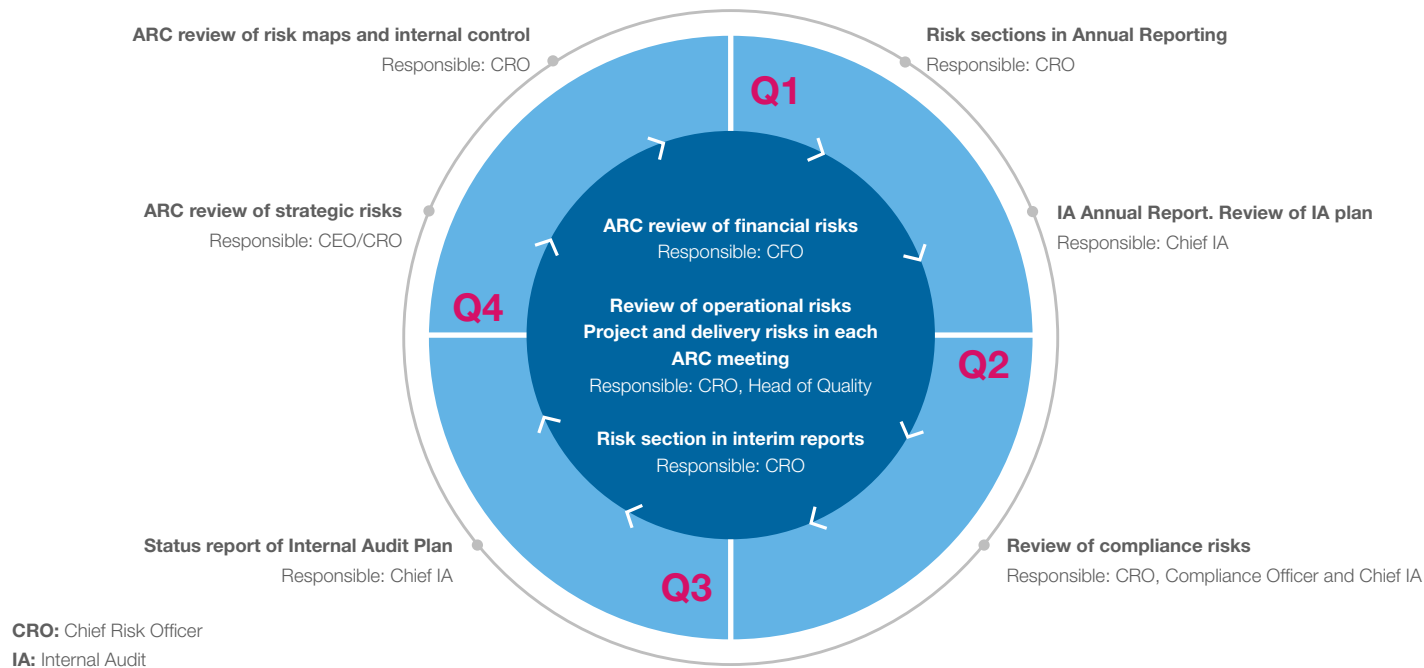 ARC review of risk maps and internal control
Responsible: CRO
Risk sections in Annual Reporting
Responsible: CRO
Q1
ARC review of strategic risks
Responsible: CEO/CRO
IA Annual Report. Review of IA plan
Responsible: Chief IA
ARC review of financial risks
Responsible: CFO
Q4
Review of operational risks
Project and delivery risks in each
ARC meeting
Responsible: CRO, Head of Quality
Q2
Risk section in interim reports
Responsible: CRO
Status report of Internal Audit Plan
Responsible: Chief IA
Review of compliance risks
Responsible: CRO, Compliance Officer and Chief IA
Q3
CRO: Chief Risk Officer
IA: Internal Audit